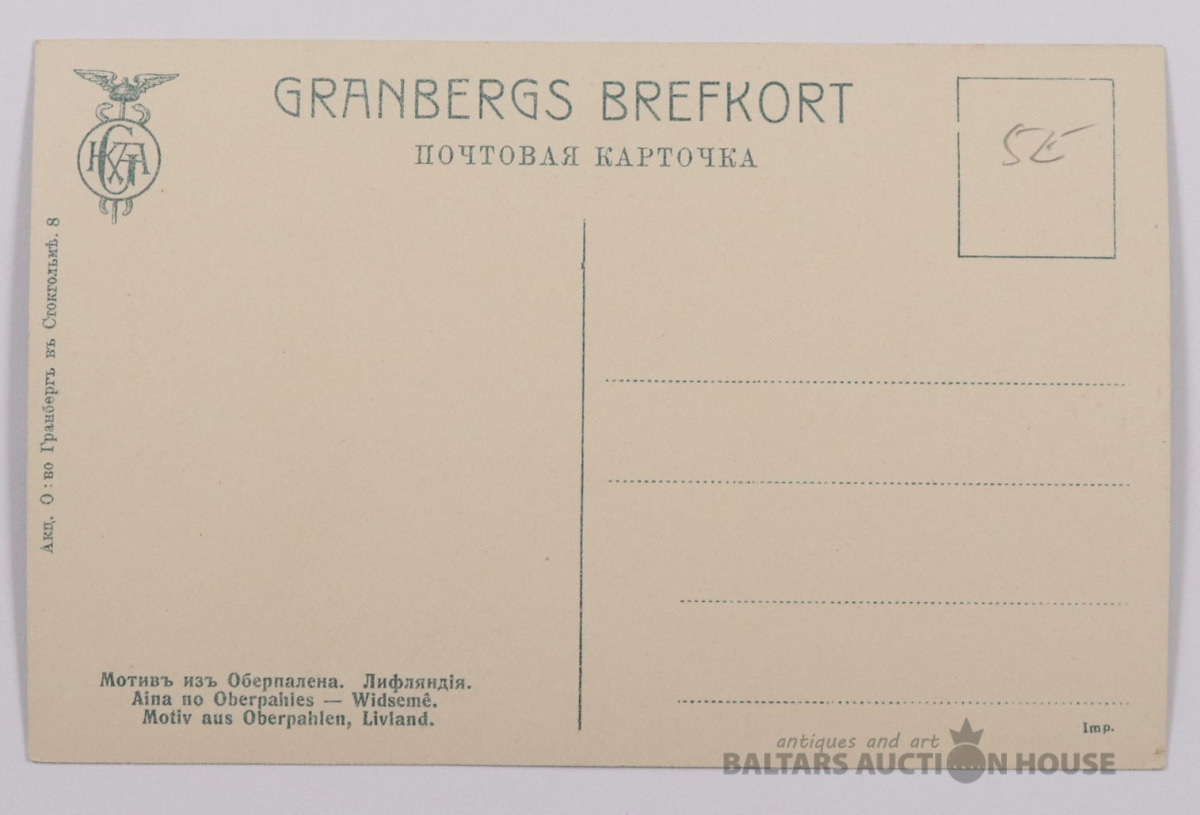 GRANBERGS BREFKORT
ПОЧТОВАЯ КАРТОЧКА
5E
Акц. О:во Гранбергъ въ Стокгольмѣ. 8
Мотивъ изъ Оберпалена. Лифляндія.
Aina no Oberpahles — Widsemê.
Motiv aus Oberpahlen, Livland.
Imp.
antiques and art
BALTARS AUCTION HOUSE